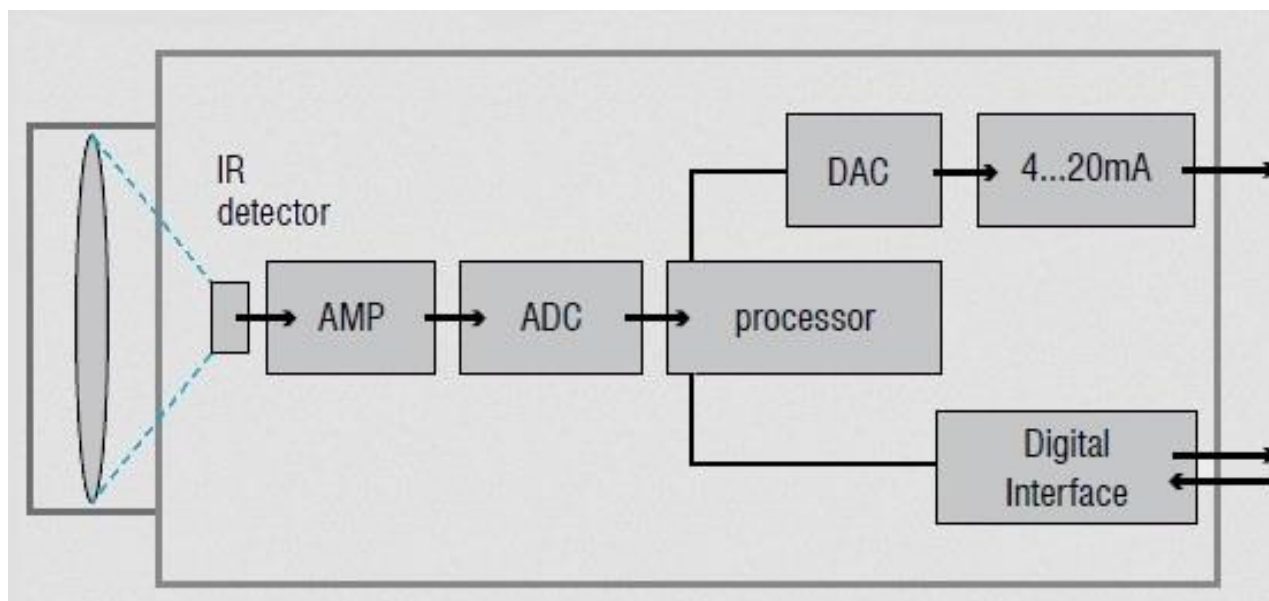 IR
detector
AMP
ADC
processor
DAC
4...20mA
Digital
Interface